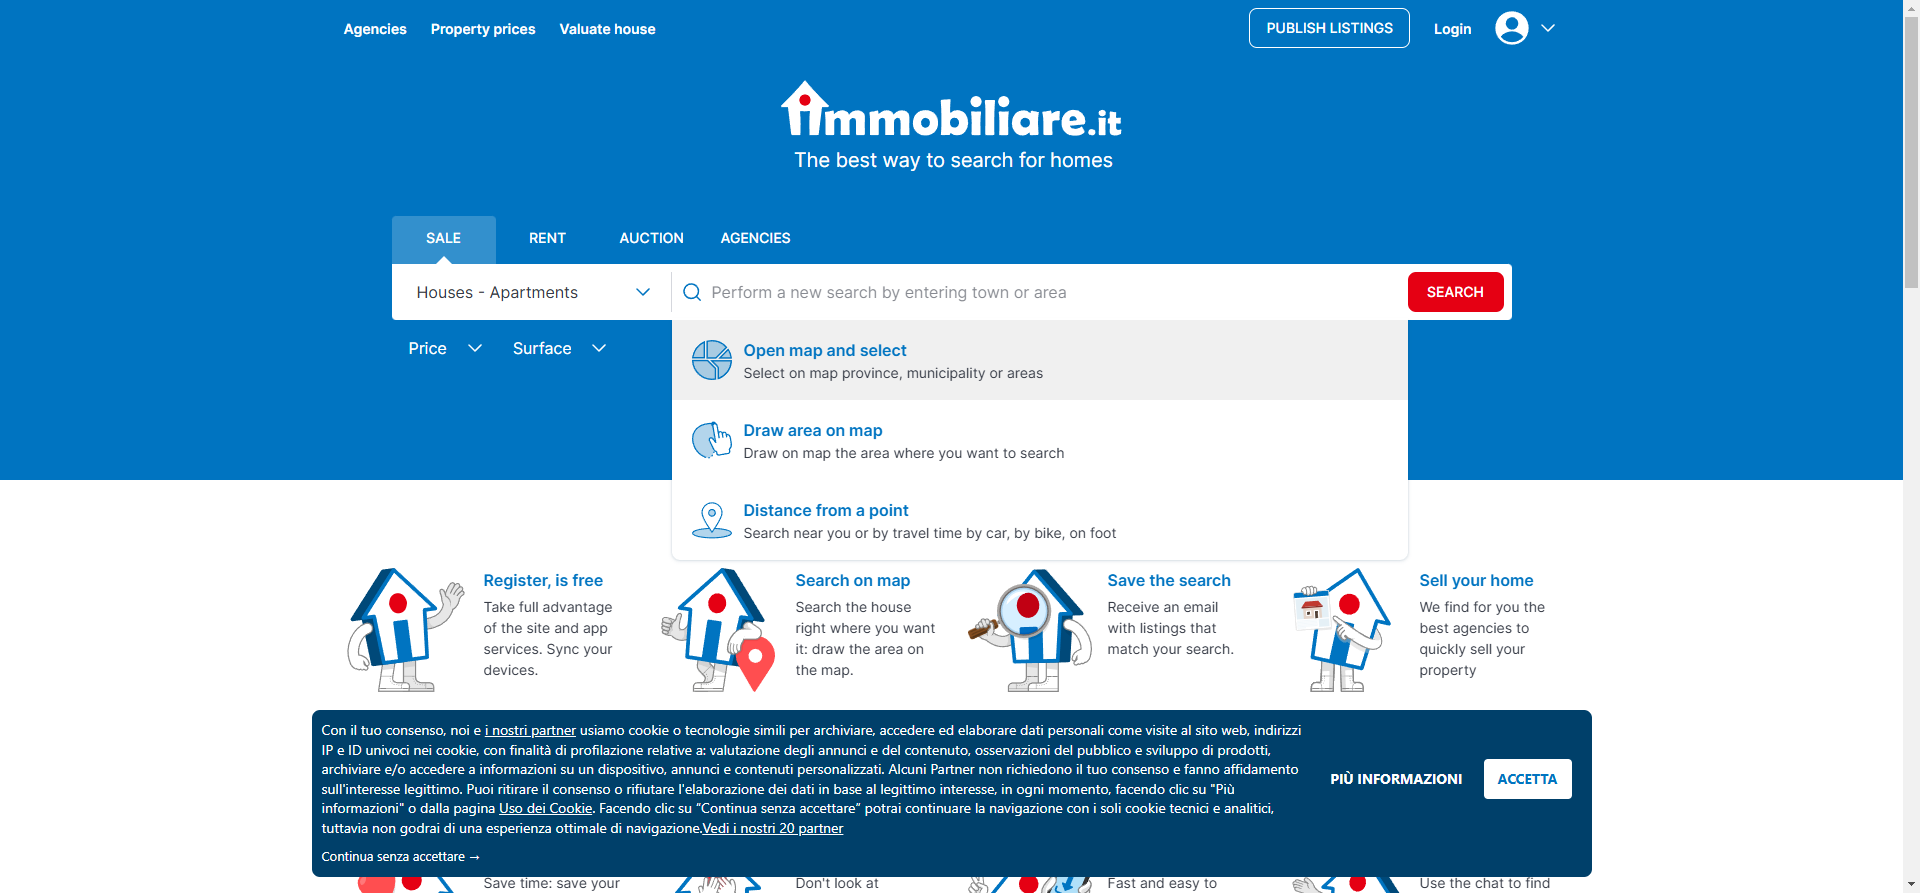 Agencies Property prices Valuate house PUBLISH LISTINGS Login
immobiliare.it
The best way to search for homes
SALE RENT AUCTION AGENCIES
Houses - Apartments Perform a new search by entering town or area SEARCH
Price Surface
Open map and select
Select on map province, municipality or areas
Draw area on map
Draw on map the area where you want to search
Distance from a point
Search near you or by travel time by car, by bike, on foot
Register, is free
Take full advantage
of the site and app
services. Sync your
devices.
Search on map
Search the house
right where you want
it: draw the area on
the map.
Save the search
Receive an email
with listings that
match your search.
Sell your home
We find for you the
best agencies to
quickly sell your
property
Con il tuo consenso, noi e i nostri partner usiamo cookie o tecnologie simili per archiviare, accedere ed elaborare dati personali come visite al sito web, indirizzi
IP e ID univoci nei cookie, con finalità di profilazione relative a: valutazione degli annunci e del contenuto, osservazioni del pubblico e sviluppo di prodotti,
archiviare e/o accedere a informazioni su un dispositivo, annunci e contenuti personalizzati. Alcuni Partner non richiedono il tuo consenso e fanno affidamento
sull'interesse legittimo. Puoi ritirare il consenso o rifiutare l'elaborazione dei dati in base al legittimo interesse, in ogni momento, facendo clic su "Più
informazioni" o dalla pagina Uso dei Cookie. Facendo clic su “Continua senza accettare” potrai continuare la navigazione con i soli cookie tecnici e analitici,
tuttavia non godrai di una esperienza ottimale di navigazione.Vedi i nostri 20 partner
Continua senza accettare →
PIÙ INFORMAZIONI ACCETTA
Save time: save your
Don't look at
Fast and easy to
Use the chat to find